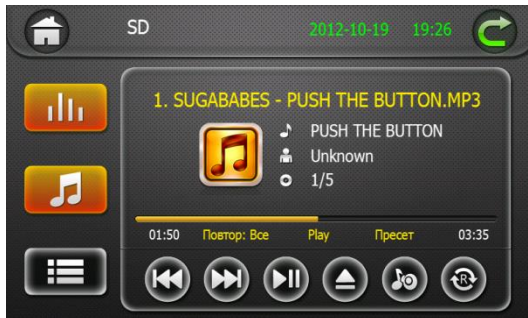 SD 2012-10-19 19:26
1. SUGABABES - PUSH THE BUTTON.MP3
PUSH THE BUTTON
Unknown
1/5
01:50 Повтор: Все Play Пресет 03:35
R